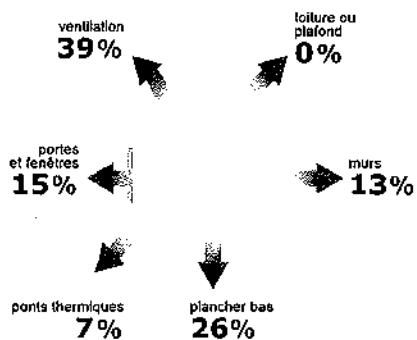 ventilation
39%
toiture ou
plafond
0%
portes
et fenêtres
15%
murs
13%
ponts thermiques
7%
plancher bas
26%